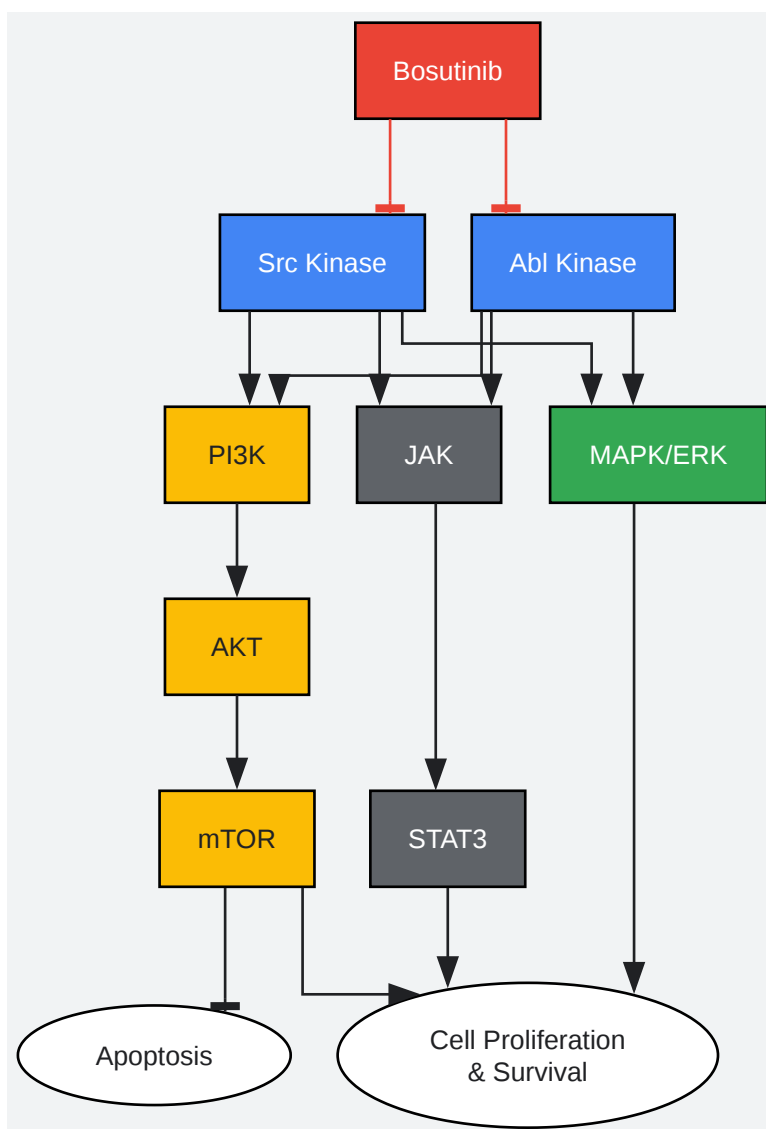 Bosutinib
Src Kinase
Abl Kinase
PI3K
JAK
MAPK/ERK
AKT
mTOR
STAT3
Apoptosis
Cell Proliferation
& Survival